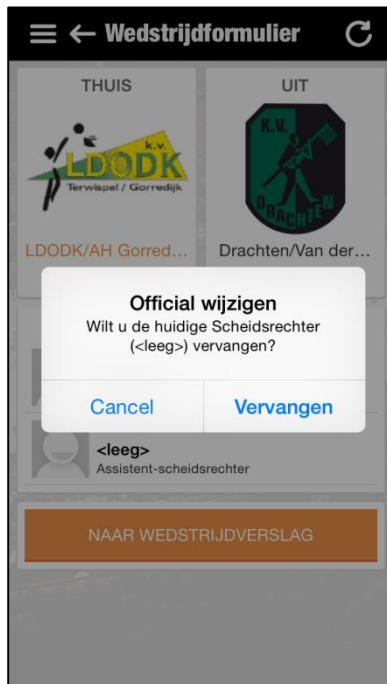 Wedstrijdformulier
THUIS
UIT
k.v.
LDODK
Terwispel / Gorredijk
K.V.
DRACHTEN
LDODK/AH Gorred...
Drachten/Van der...
Official wijzigen
Wilt u de huidige Scheidsrechter
(<leeg>) vervangen?
Cancel
Vervangen
<leeg>
Assistent-scheidsrechter
NAAR WEDSTRIJDVERSLAG